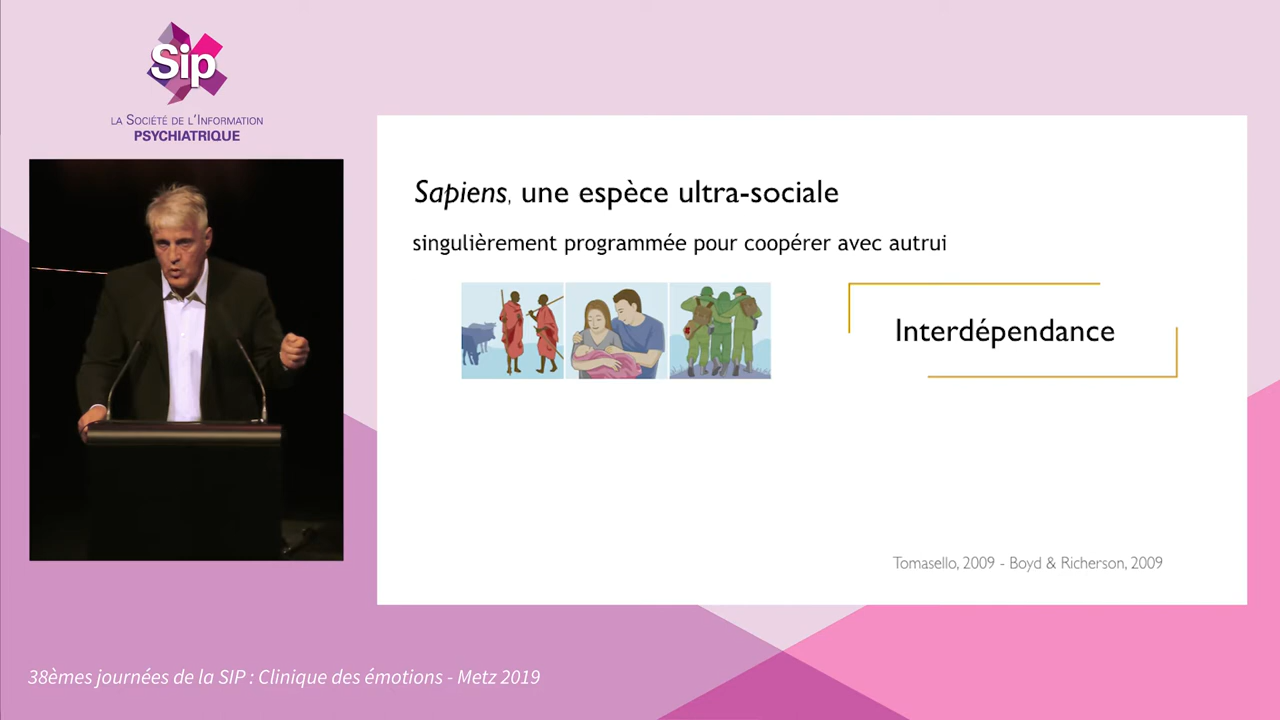 Sip
LA SOCIÉTÉ DE L'INFORMATION
PSYCHIATRIQUE
Sapiens, une espèce ultra-sociale
singulièrement programmée pour coopérer avec autrui
Interdépendance
Tomasello, 2009 - Boyd & Richerson, 2009
38èmes journées de la SIP : Clinique des émotions - Metz 2019